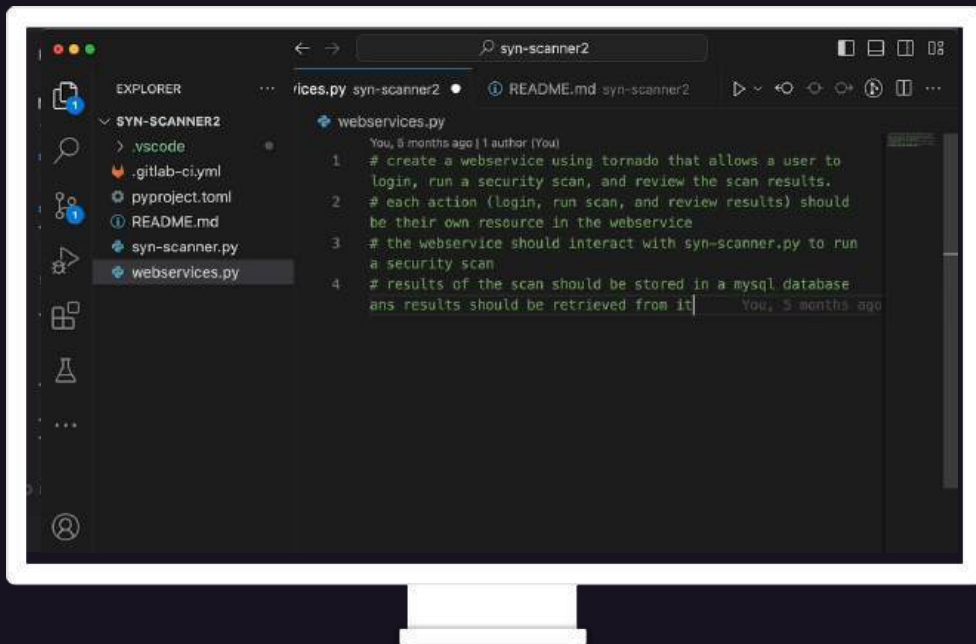 syn-scanner2
EXPLORER
SYN-SCANNER2
.vscode
.gitlab-ci.yml
pyproject.toml
README.md
syn-scanner.py
webservices.py
1
1
vices.py syn-scanner2
README.md syn-scanner2
webservices.py
You, 5 months ago | 1 author (You)
1 # create a webservice using tornado that allows a user to
login, run a security scan, and review the scan results.
2 # each action (login, run scan, and review results) should
be their own resource in the webservice
3 # the webservice should interact with syn-scanner.py to run
a security scan
4 # results of the scan should be stored in a mysql database
ans results should be retrieved from it You, 5 months ago